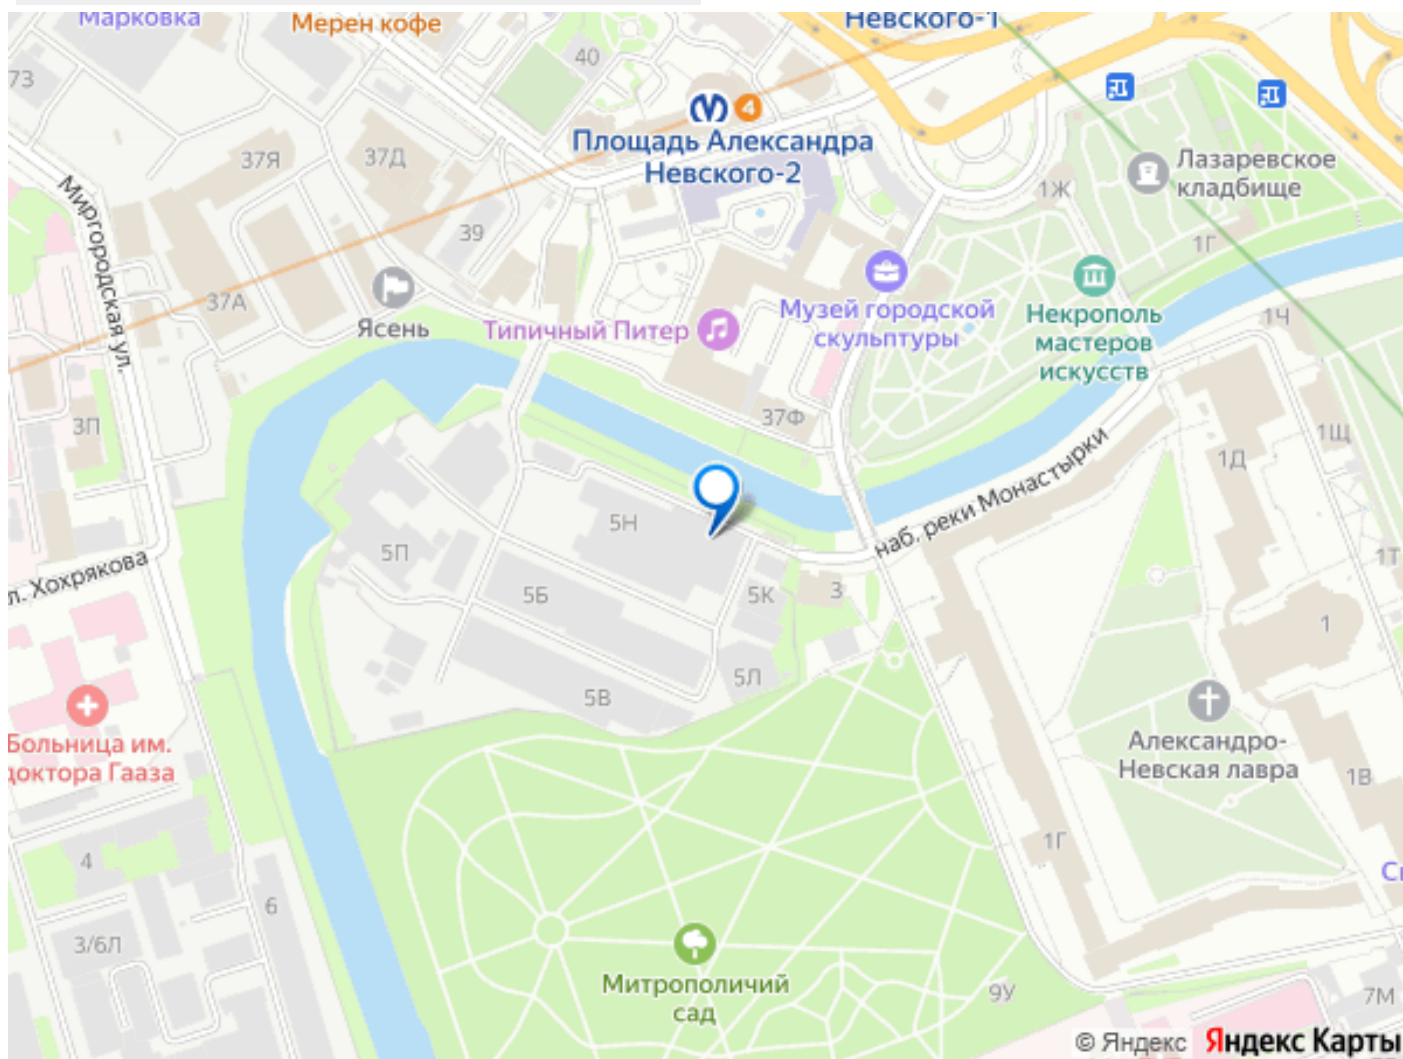 Марковка
Мерен кофе
Невского-1
73
40
4
Площадь Александра
Невского-2
37Я
37Д
Лазаревское
кладбище
1Ж
Миргородская ул.
39
1Г
37А
Ясень
Типичный Питер
Музей городской
скульптуры
Некрополь
мастеров
искусств
1Ч
3П
37Ф
1Щ
1Д
наб. реки Монастырки
5Н
5П
л. Хохрякова
5Б
5К
3
1Т
1
5Л
5В
Больница им.
доктора Гааза
Александро-
Невская лавра
1В
4
1Г
6
3/6Л
Митрополичий
сад
9У
7М
© Яндекс
Яндекс Карты